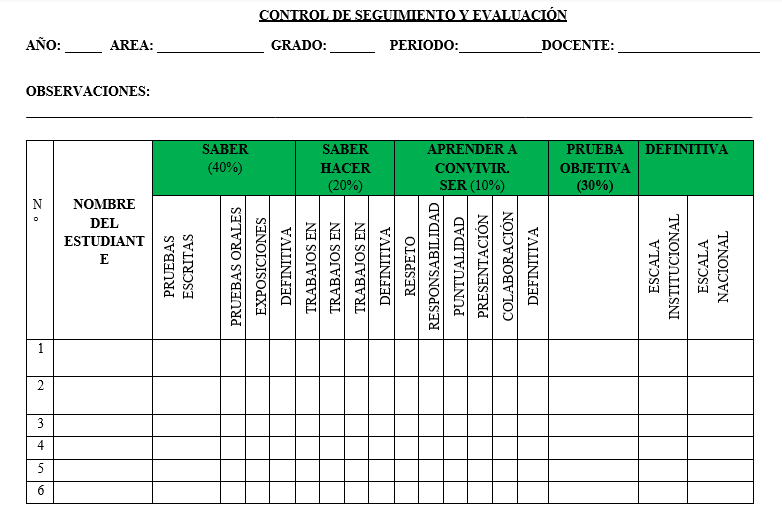 CONTROL DE SEGUIMIENTO Y EVALUACIÓN
AÑO: _____ AREA: _______________ GRADO: ______ PERIODO:___________DOCENTE: _______________________
OBSERVACIONES:
N°
NOMBRE
DEL
ESTUDIANT
E
SABER
(40%)
SABER
HACER
(20%)
APRENDER A
CONVIVIR.
SER (10%)
PRUEBA
OBJETIVA
(30%)
DEFINITIVA
PRUEBAS
ESCRITAS
PRUEBAS ORALES
EXPOSICIONES
DEFINITIVA
TRABAJOS EN
TRABAJOS EN
TRABAJOS EN
DEFINITIVA
RESPETO
RESPONSABILIDAD
PUNTUALIDAD
PRESENTACIÓN
COLABORACIÓN
DEFINITIVA
ESCALA
INSTITUCIONAL
ESCALA
NACIONAL
1
2
3
4
5
6